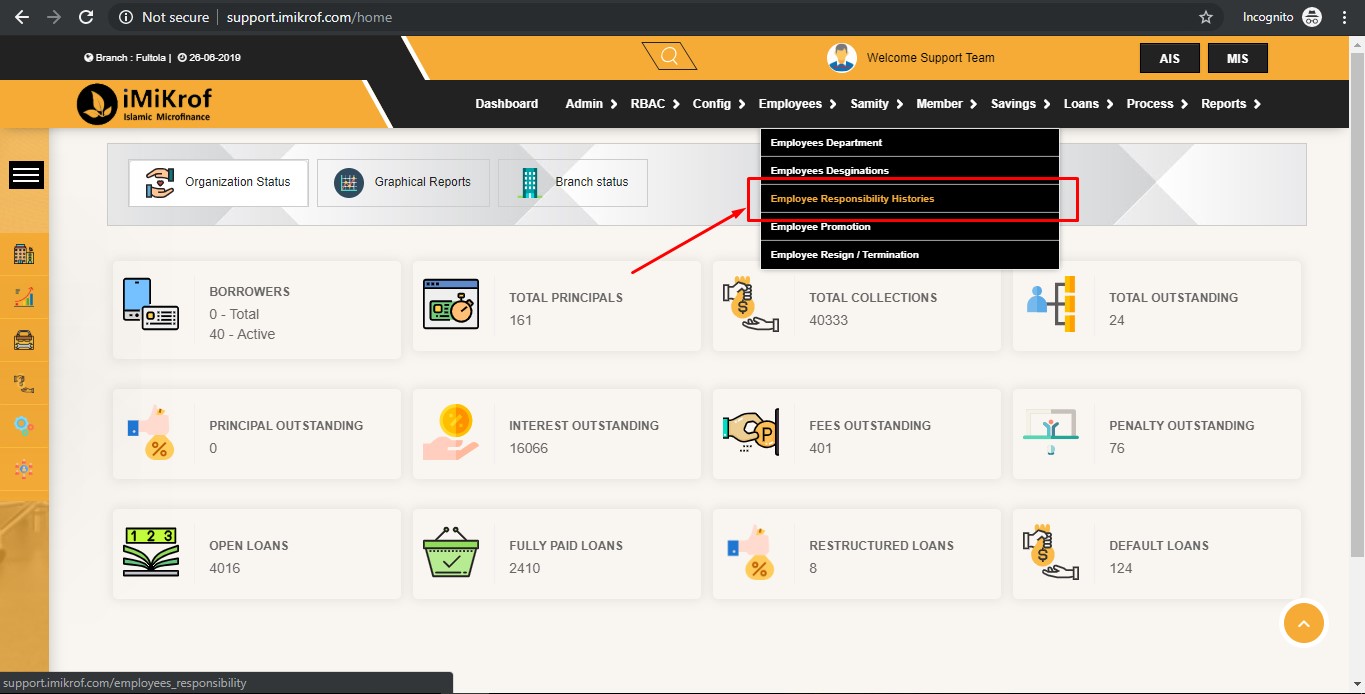 Not secure | support.imikrof.com/home
Incognito
Branch : Fultola | 26-06-2019
Welcome Support Team
AIS
MIS
iMiKrof
Islamic Microfinance
Dashboard Admin RBAC Config Employees Samity Member Savings Loans Process Reports
Employees Department
Employees Desginations
Employee Responsibility Histories
Employee Promotion
Employee Resign / Termination
Organization Status
Graphical Reports
Branch status
BORROWERS
0 - Total
40 - Active
TOTAL PRINCIPALS
161
TOTAL COLLECTIONS
40333
TOTAL OUTSTANDING
24
PRINCIPAL OUTSTANDING
0
INTEREST OUTSTANDING
16066
FEES OUTSTANDING
401
PENALTY OUTSTANDING
76
1 2 3
OPEN LOANS
4016
FULLY PAID LOANS
2410
RESTRUCTURED LOANS
8
DEFAULT LOANS
124
support.imikrof.com/employees_responsibility